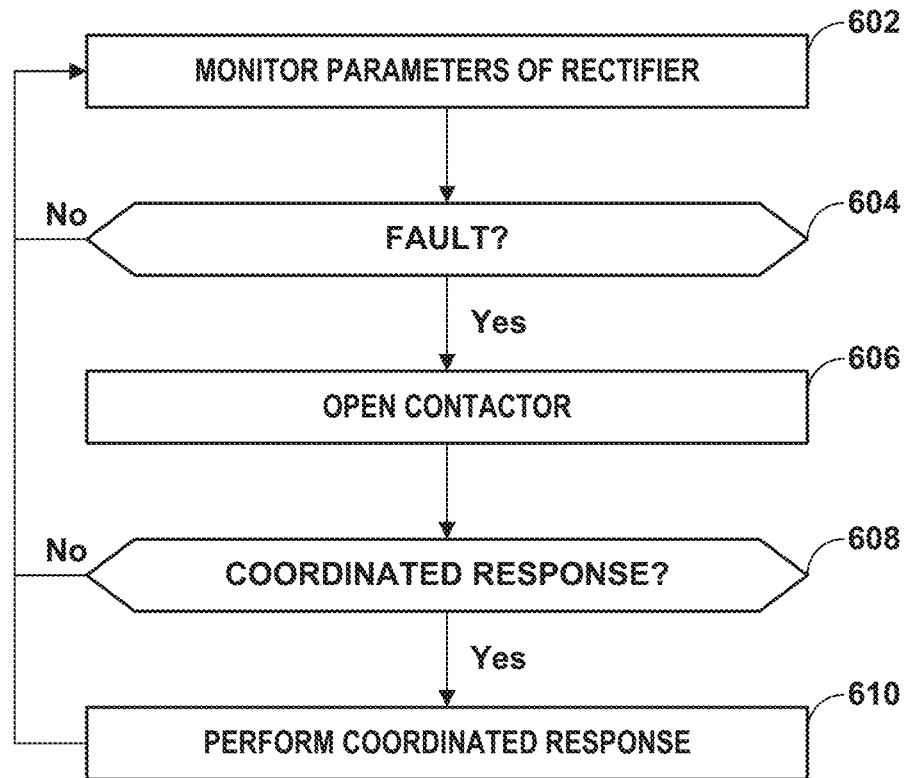 602
MONITOR PARAMETERS OF RECTIFIER
604
No
FAULT?
Yes
606
OPEN CONTACTOR
608
No
COORDINATED RESPONSE?
Yes
610
PERFORM COORDINATED RESPONSE